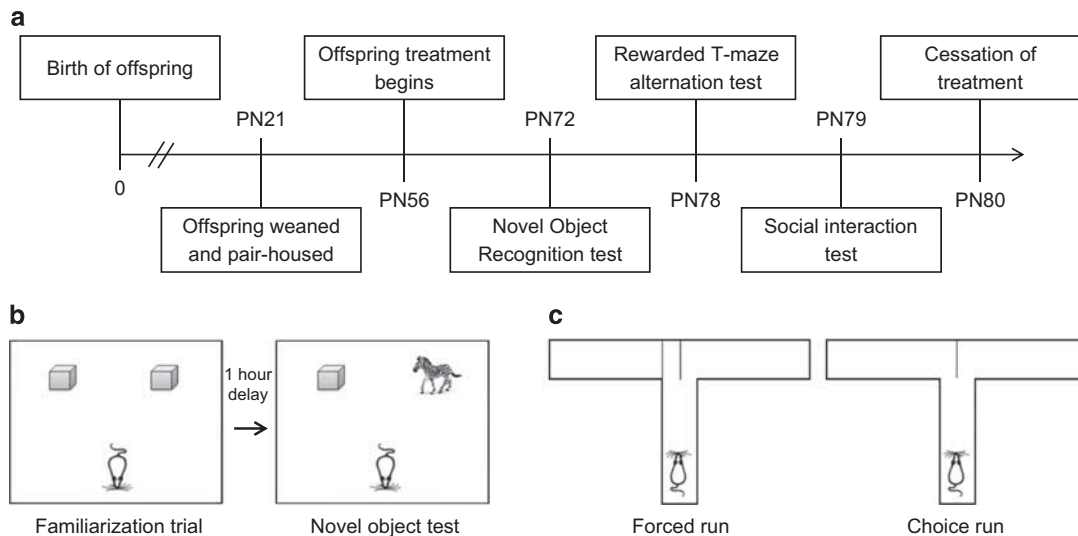 a
Birth of offspring
Offspring treatment
begins
Rewarded T-maze
alternation test
Cessation of
treatment
PN21
PN72
PN79
0
PN56
PN78
PN80
Offspring weaned
and pair-housed
Novel Object
Recognition test
Social interaction
test
b
1 hour
delay
Familiarization trial
Novel object test
c
Forced run
Choice run